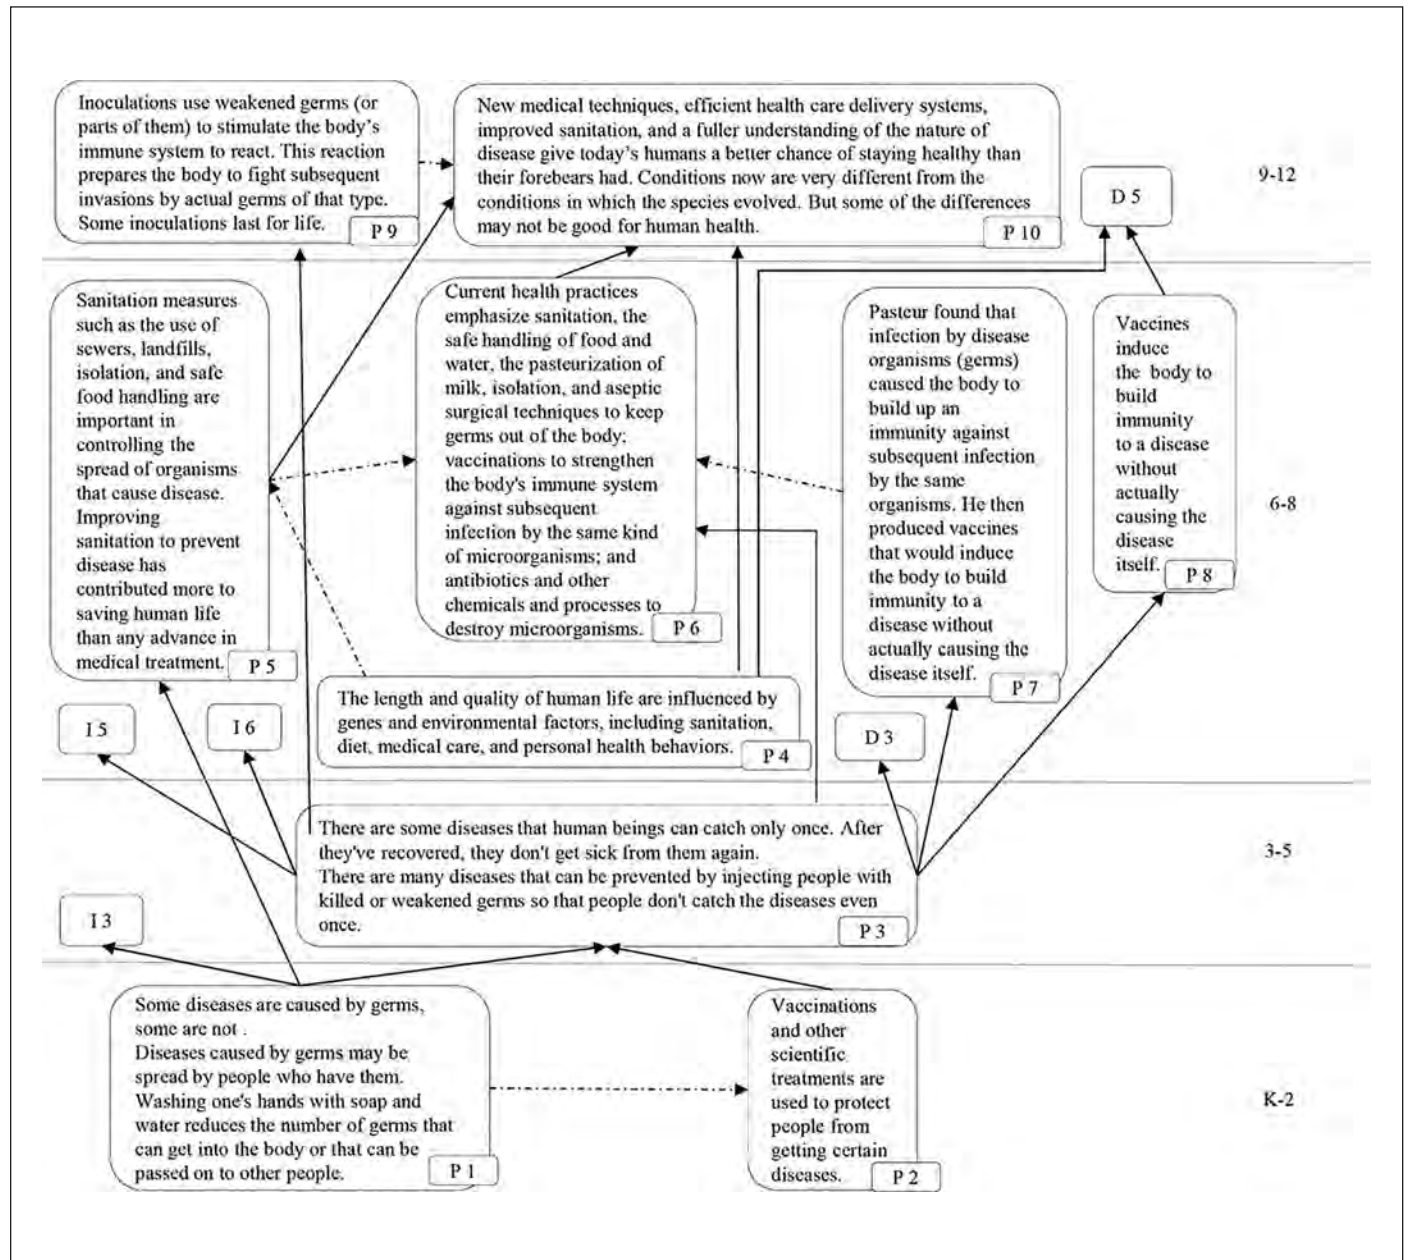 Inoculations use weakened germs (or
parts of them) to stimulate the body's
immune system to react. This reaction
prepares the body to fight subsequent
invasions by actual germs of that type.
Some inoculations last for life.
P 9
New medical techniques, efficient health care delivery systems,
improved sanitation, and a fuller understanding of the nature of
disease give today's humans a better chance of staying healthy than
their forebears had. Conditions now are very different from the
conditions in which the species evolved. But some of the differences
may not be good for human health.
P 10
D 5
9-12
Sanitation measures
such as the use of
sewers, landfills,
isolation, and safe
food handling are
important in
controlling the
spread of organisms
that cause disease.
Improving
sanitation to prevent
disease has
contributed more to
saving human life
than any advance in
medical treatment.
P 5
Current health practices
emphasize sanitation, the
safe handling of food and
water, the pasteurization of
milk, isolation, and aseptic
surgical techniques to keep
germs out of the body;
vaccinations to strengthen
the body's immune system
against subsequent
infection by the same kind
of microorganisms; and
antibiotics and other
chemicals and processes to
destroy microorganisms.
P 6
Pasteur found that
infection by disease
organisms (germs)
caused the body to
build up an
immunity against
subsequent infection
by the same
organisms. He then
produced vaccines
that would induce
the body to build
immunity to a
disease without
actually causing the
disease itself.
P 7
Vaccines
induce
the body to
build
immunity
to a disease
without
actually
causing the
disease
itself.
P 8
6-8
The length and quality of human life are influenced by
genes and environmental factors, including sanitation,
diet, medical care, and personal health behaviors.
P 4
I 5
I 6
D 3
There are some diseases that human beings can catch only once. After
they've recovered, they don't get sick from them again.
There are many diseases that can be prevented by injecting people with
killed or weakened germs so that people don't catch the diseases even
once.
P 3
3-5
I 3
Some diseases are caused by germs,
some are not .
Diseases caused by germs may be
spread by people who have them.
Washing one's hands with soap and
water reduces the number of germs that
can get into the body or that can be
passed on to other people.
P 1
Vaccinations
and other
scientific
treatments are
used to protect
people from
getting certain
diseases.
P 2
K-2